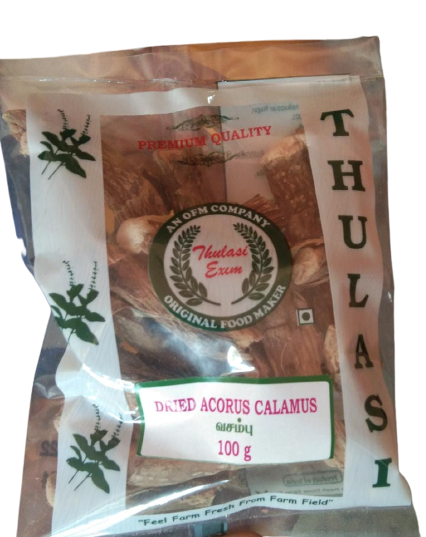 PREMIUM QUALITY
THULASI
AN OFM COMPANY
Thulasi
Exim
ORIGINAL FOOD MAKER
DRIED ACORUS CALAMUS
வசம்பு
100 g
"Feel Farm Fresh From Farm Field"